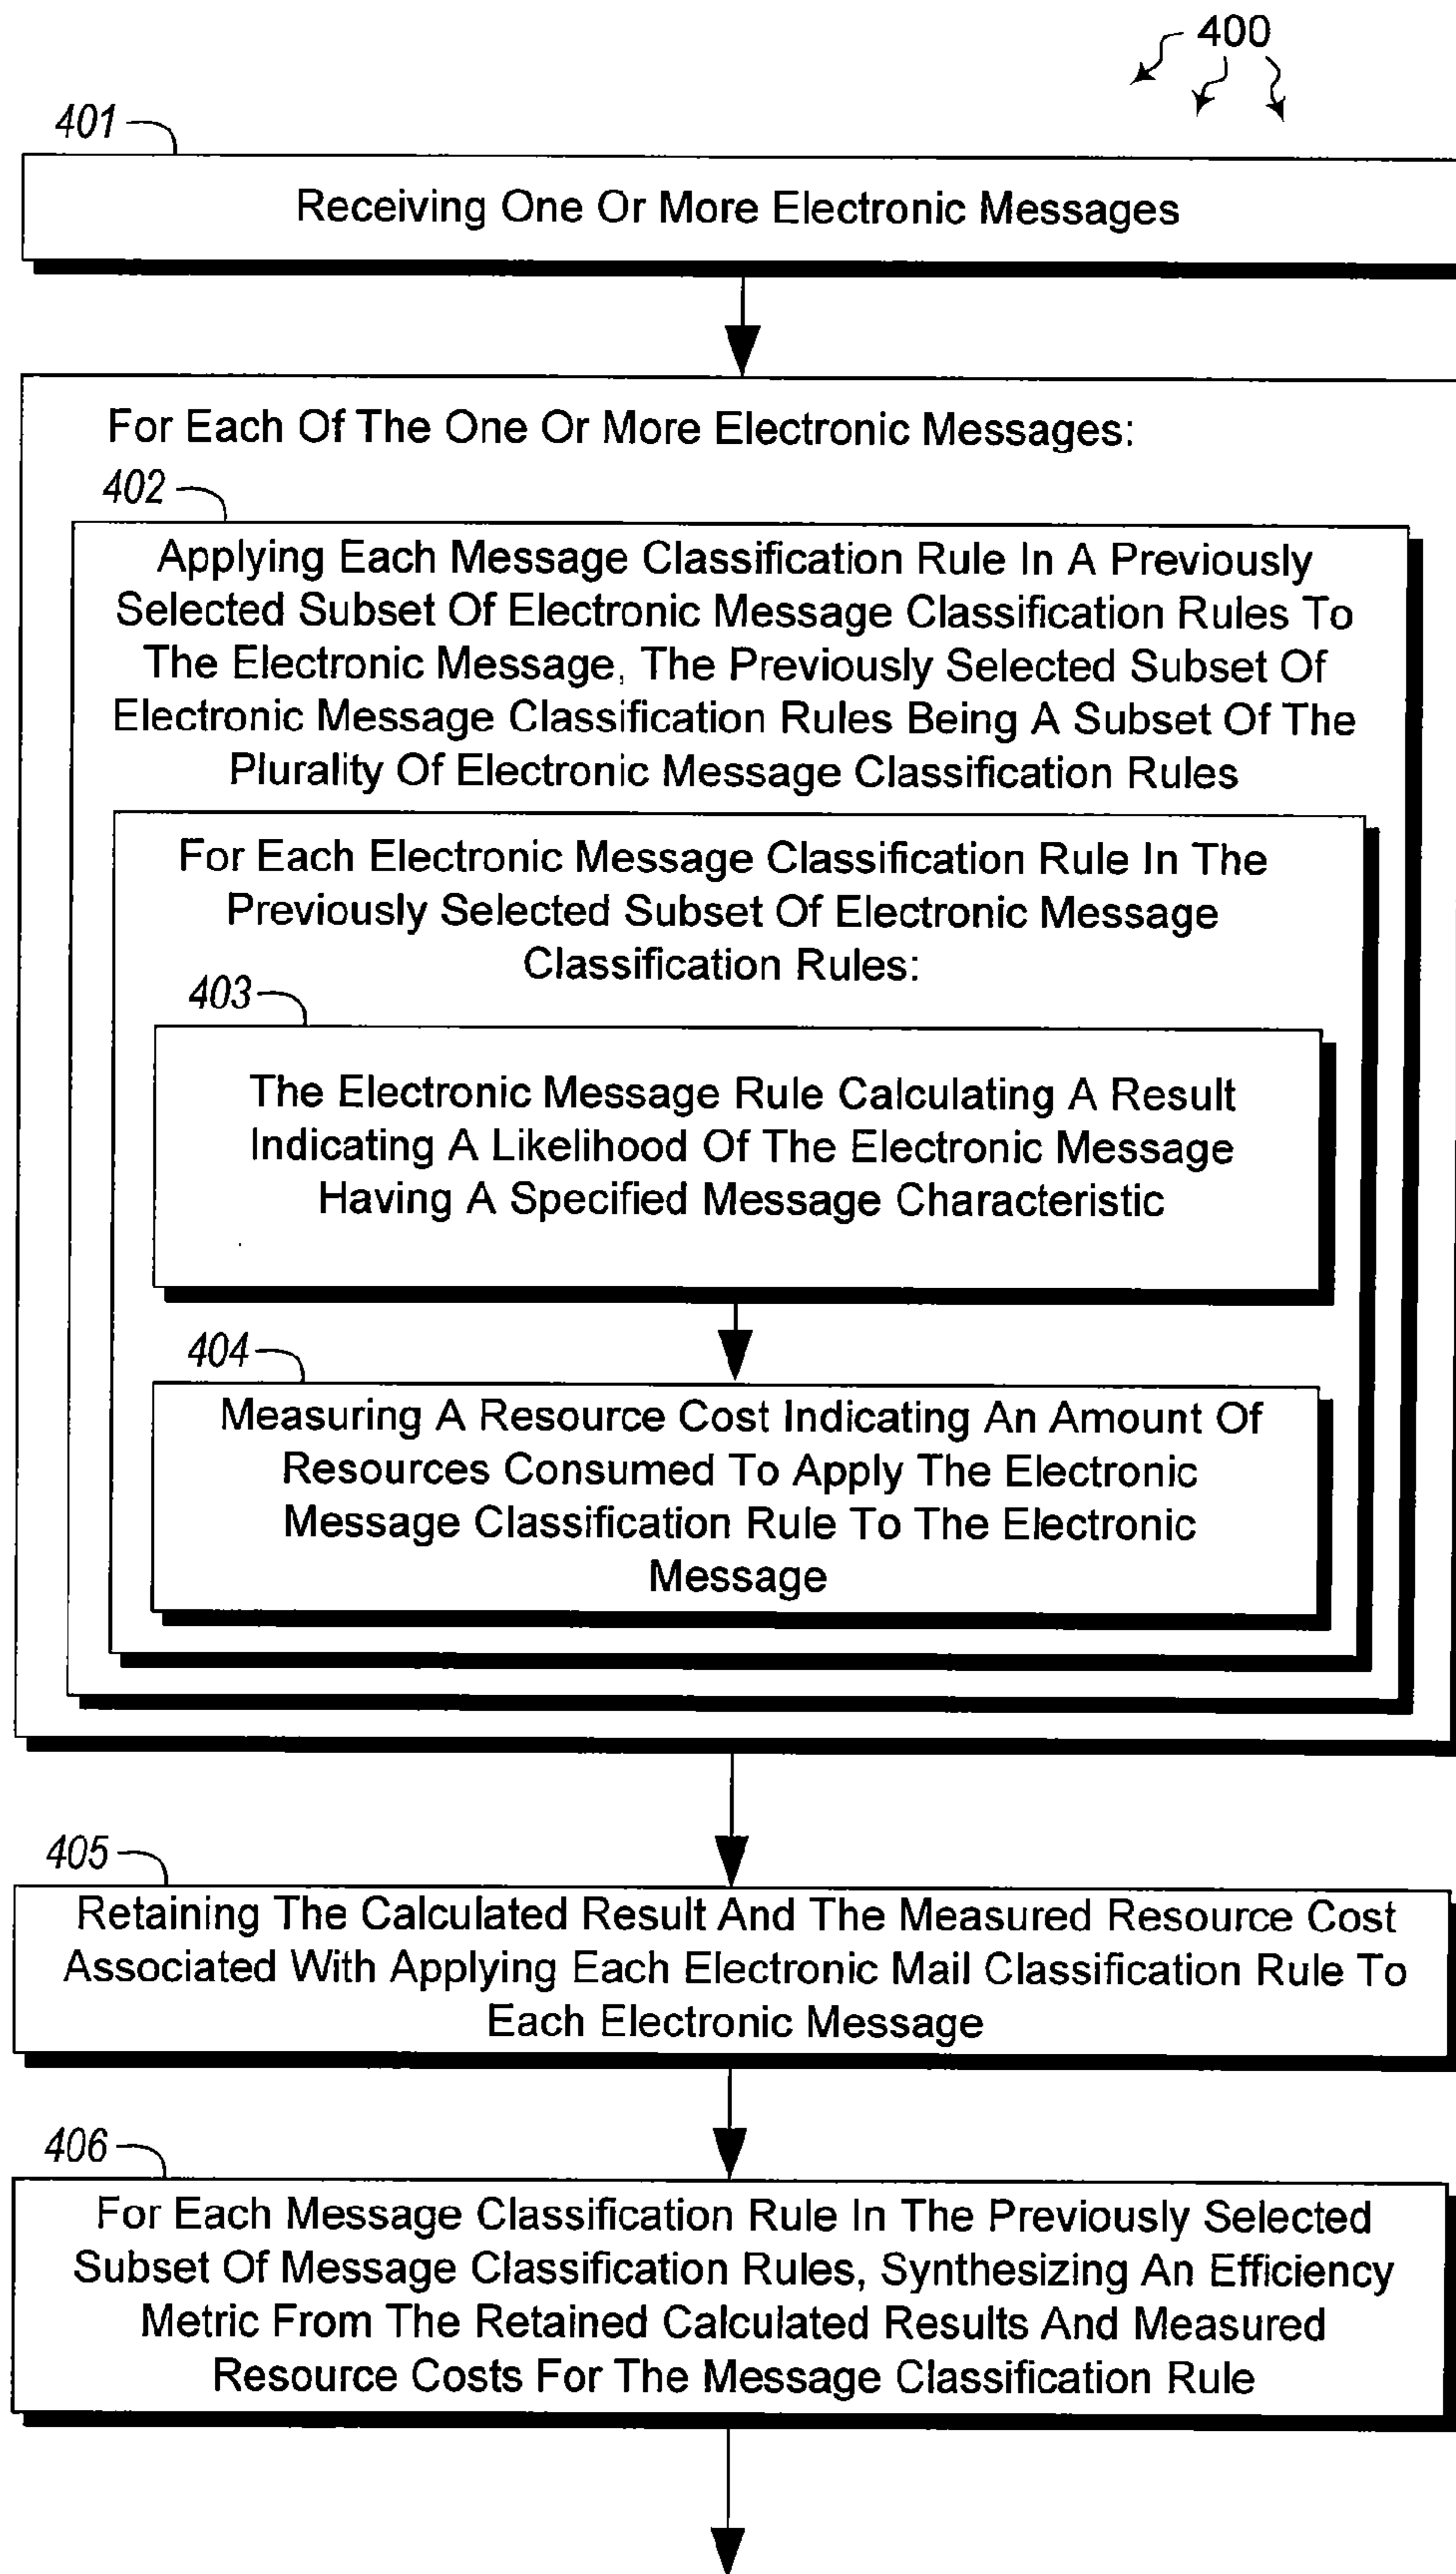 400
401
Receiving One Or More Electronic Messages
For Each Of The One Or More Electronic Messages:
402
Applying Each Message Classification Rule In A Previously
Selected Subset Of Electronic Message Classification Rules To
The Electronic Message, The Previously Selected Subset Of
Electronic Message Classification Rules Being A Subset Of The
Plurality Of Electronic Message Classification Rules
For Each Electronic Message Classification Rule In The
Previously Selected Subset Of Electronic Message
Classification Rules:
403
The Electronic Message Rule Calculating A Result
Indicating A Likelihood Of The Electronic Message
Having A Specified Message Characteristic
404
Measuring A Resource Cost Indicating An Amount Of
Resources Consumed To Apply The Electronic
Message Classification Rule To The Electronic
Message
405
Retaining The Calculated Result And The Measured Resource Cost
Associated With Applying Each Electronic Mail Classification Rule To
Each Electronic Message
406
For Each Message Classification Rule In The Previously Selected
Subset Of Message Classification Rules, Synthesizing An Efficiency
Metric From The Retained Calculated Results And Measured
Resource Costs For The Message Classification Rule